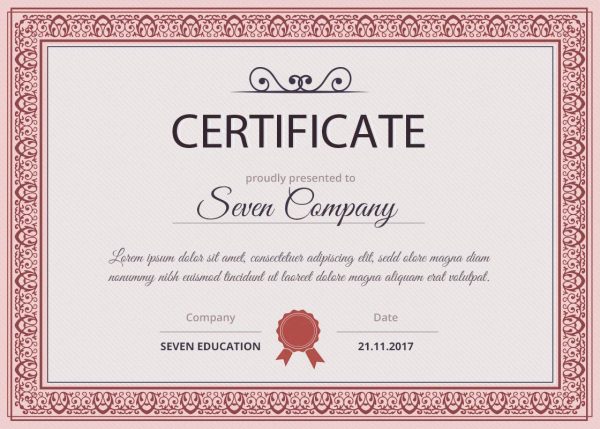 CERTIFICATE
proudly presented to
Seven Company
Lorem ipsum dolor sit amet, consectetuer adipiscing elit, sed olore magna diam
nonummy nibh euismod tincidunt ut laoreet dolore magna aliquam erat volutpat.
Company
Date
SEVEN EDUCATION
21.11.2017